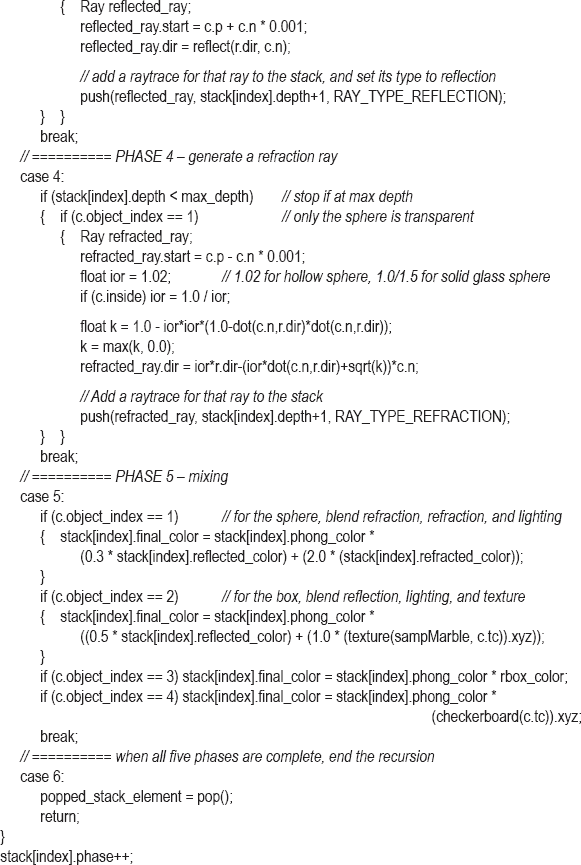 { Ray reflected_ray;
reflected_ray.start = c.p + c.n * 0.001;
reflected_ray.dir = reflect(r.dir, c.n);
// add a raytrace for that ray to the stack, and set its type to reflection
push(reflected_ray, stack[index].depth+1, RAY_TYPE_REFLECTION);
} }
break;
// ========== PHASE 4 – generate a refraction ray
case 4:
if (stack[index].depth < max_depth) // stop if at max depth
{ if (c.object_index == 1) // only the sphere is transparent
{ Ray refracted_ray;
refracted_ray.start = c.p - c.n * 0.001;
float ior = 1.02; // 1.02 for hollow sphere, 1.0/1.5 for solid glass sphere
if (c.inside) ior = 1.0 / ior;
float k = 1.0 - ior*ior*(1.0-dot(c.n,r.dir)*dot(c.n,r.dir));
k = max(k, 0.0);
refracted_ray.dir = ior*r.dir-(ior*dot(c.n,r.dir)+sqrt(k))*c.n;
// Add a raytrace for that ray to the stack
push(refracted_ray, stack[index].depth+1, RAY_TYPE_REFRACTION);
} }
break;
// ========== PHASE 5 – mixing
case 5:
if (c.object_index == 1) // for the sphere, blend refraction, refraction, and lighting
{ stack[index].final_color = stack[index].phong_color *
(0.3 * stack[index].reflected_color) + (2.0 * (stack[index].refracted_color));
}
if (c.object_index == 2) // for the box, blend reflection, lighting, and texture
{ stack[index].final_color = stack[index].phong_color *
((0.5 * stack[index].reflected_color) + (1.0 * (texture(sampMarble, c.tc)).xyz));
}
if (c.object_index == 3) stack[index].final_color = stack[index].phong_color * rbox_color;
if (c.object_index == 4) stack[index].final_color = stack[index].phong_color *
(checkerboard(c.tc)).xyz;
break;
// ========== when all five phases are complete, end the recursion
case 6:
popped_stack_element = pop();
return;
}
stack[index].phase++;